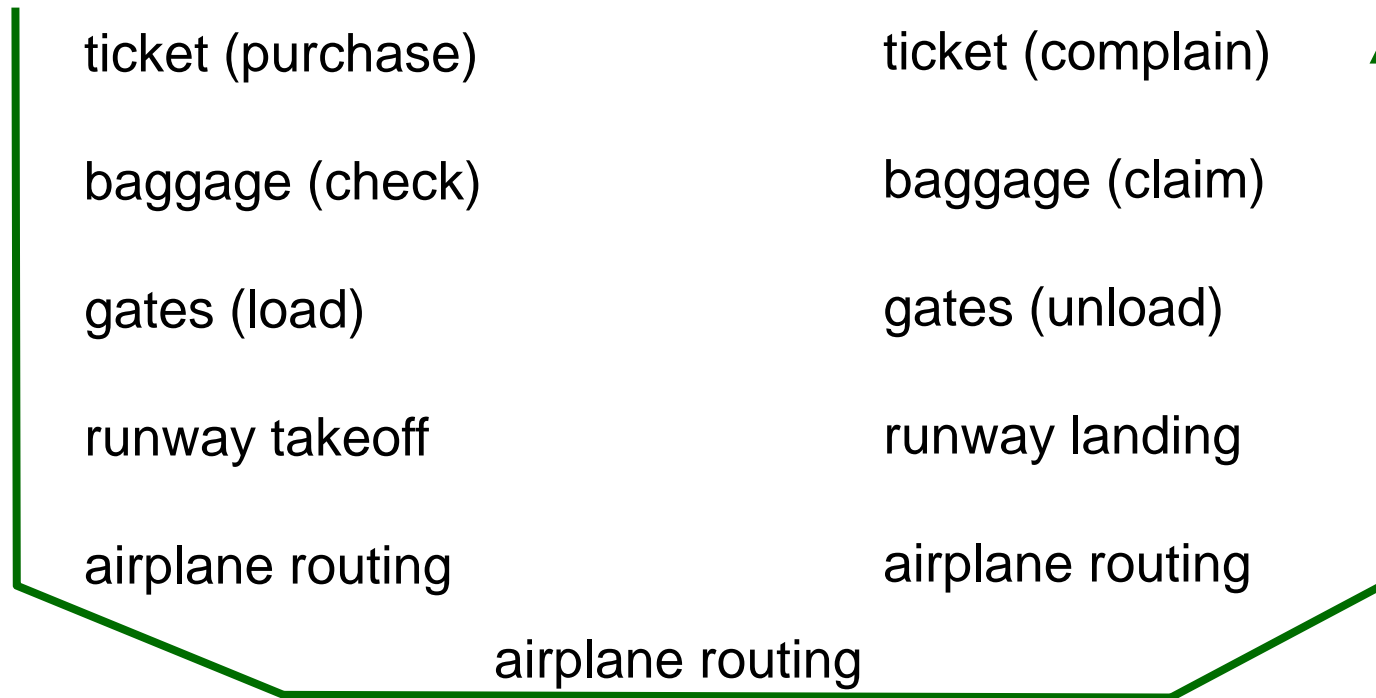 ticket (purchase)
baggage (check)
gates (load)
runway takeoff
airplane routing
ticket (complain)
baggage (claim)
gates (unload)
runway landing
airplane routing
airplane routing